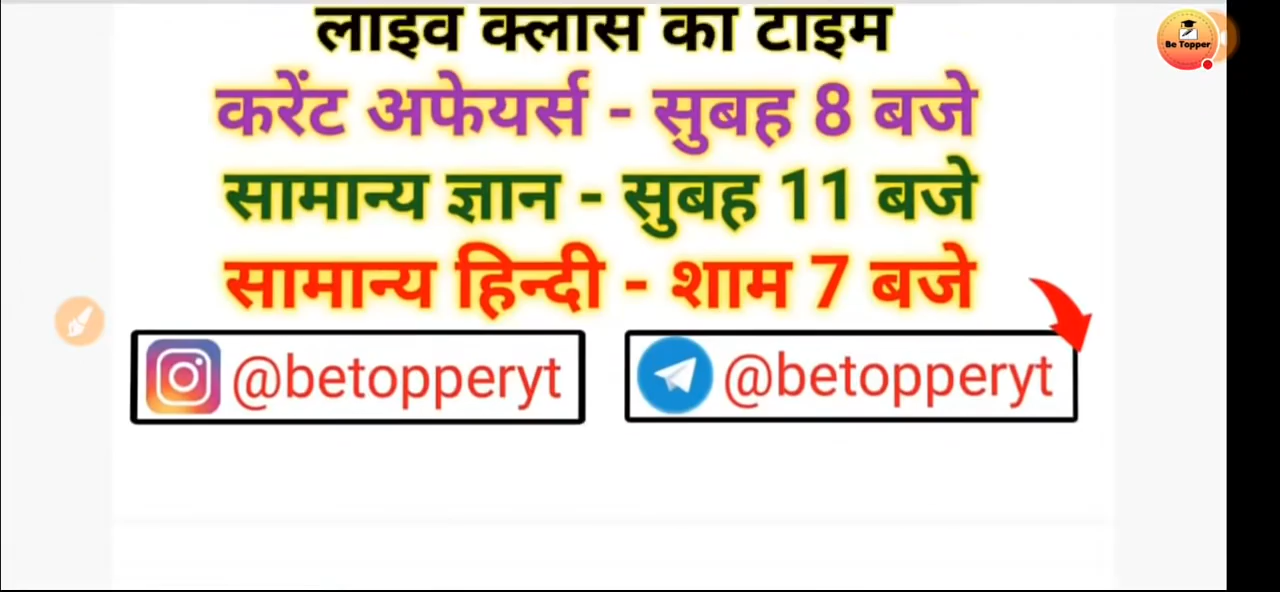 लाइव क्लास का टाइम
Be Topper
करेंट अफेयर्स - सुबह 8 बजे
सामान्य ज्ञान - सुबह 11 बजे
सामान्य हिन्दी - शाम 7 बजे
@betopperyt @betopperyt